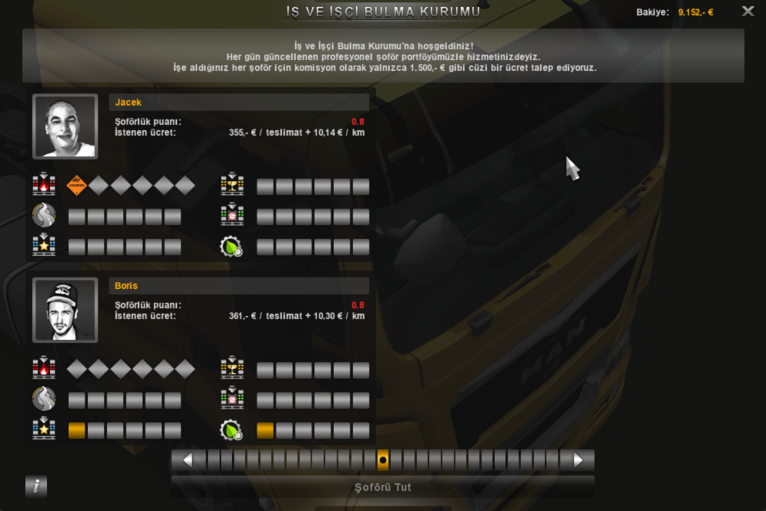 İŞ VE İŞÇİ BULMA KURUMU
Bakiye: 9.152,- €
İş ve İşçi Bulma Kurumu'na hoşgeldiniz!
Her gün güncellenen profesyonel şoför portföyümüzle hizmetinizdeyiz.
İşe aldığınız her şoför için komisyon olarak yalnızca 1.500,- € gibi cüzi bir ücret talep ediyoruz.
Jacek
Şoförlük puanı: 0.8
İstenen ücret: 355,- € / teslimat + 10,14 € / km
Boris
Şoförlük puanı: 0.8
İstenen ücret: 361,- € / teslimat + 10,30 € / km
MAN
Şoförü Tut